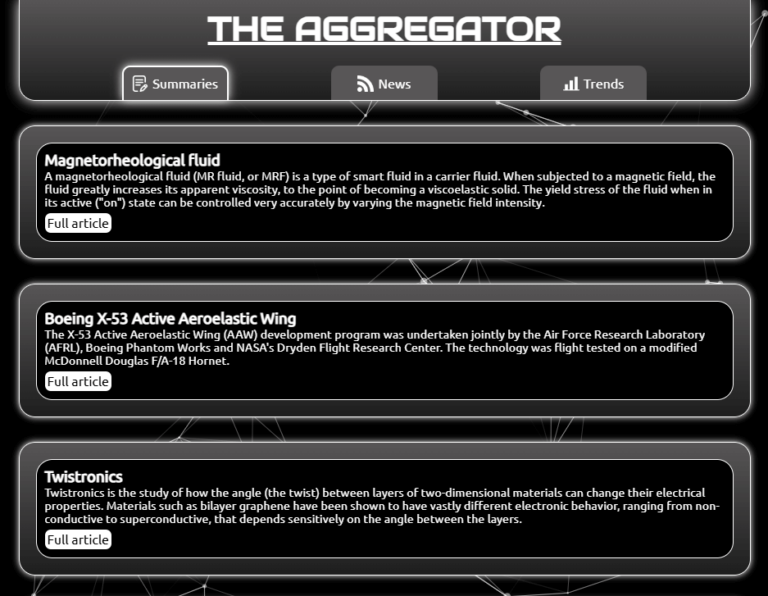 THE AGGREGATOR
Summaries
News
Trends
Magnetorheological fluid
A magnetorheological fluid (MR fluid, or MRF) is a type of smart fluid in a carrier fluid. When subjected to a magnetic field, the
fluid greatly increases its apparent viscosity, to the point of becoming a viscoelastic solid. The yield stress of the fluid when in
its active ("on") state can be controlled very accurately by varying the magnetic field intensity.
Full article
Boeing X-53 Active Aeroelastic Wing
The X-53 Active Aeroelastic Wing (AAW) development program was undertaken jointly by the Air Force Research Laboratory
(AFRL), Boeing Phantom Works and NASA's Dryden Flight Research Center. The technology was flight tested on a modified
McDonnell Douglas F/A-18 Hornet.
Full article
Twistronics
Twistronics is the study of how the angle (the twist) between layers of two-dimensional materials can change their electrical
properties. Materials such as bilayer graphene have been shown to have vastly different electronic behavior, ranging from non-
conductive to superconductive, that depends sensitively on the angle between the layers.
Full article